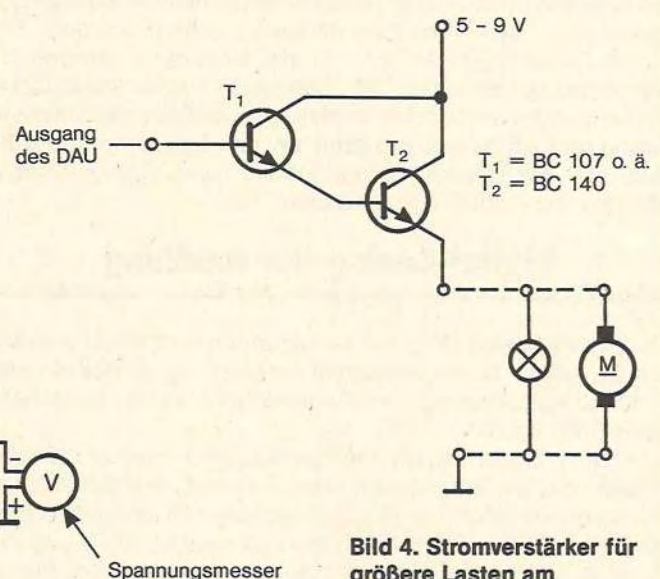 5 – 9 V
T₁
Ausgang
des DAU
T₂
T₁ = BC 107 o. ä.
T₂ = BC 140
M
–
V
+
Spannungsmesser
Bild 4. Stromverstärker für
größere Lasten am